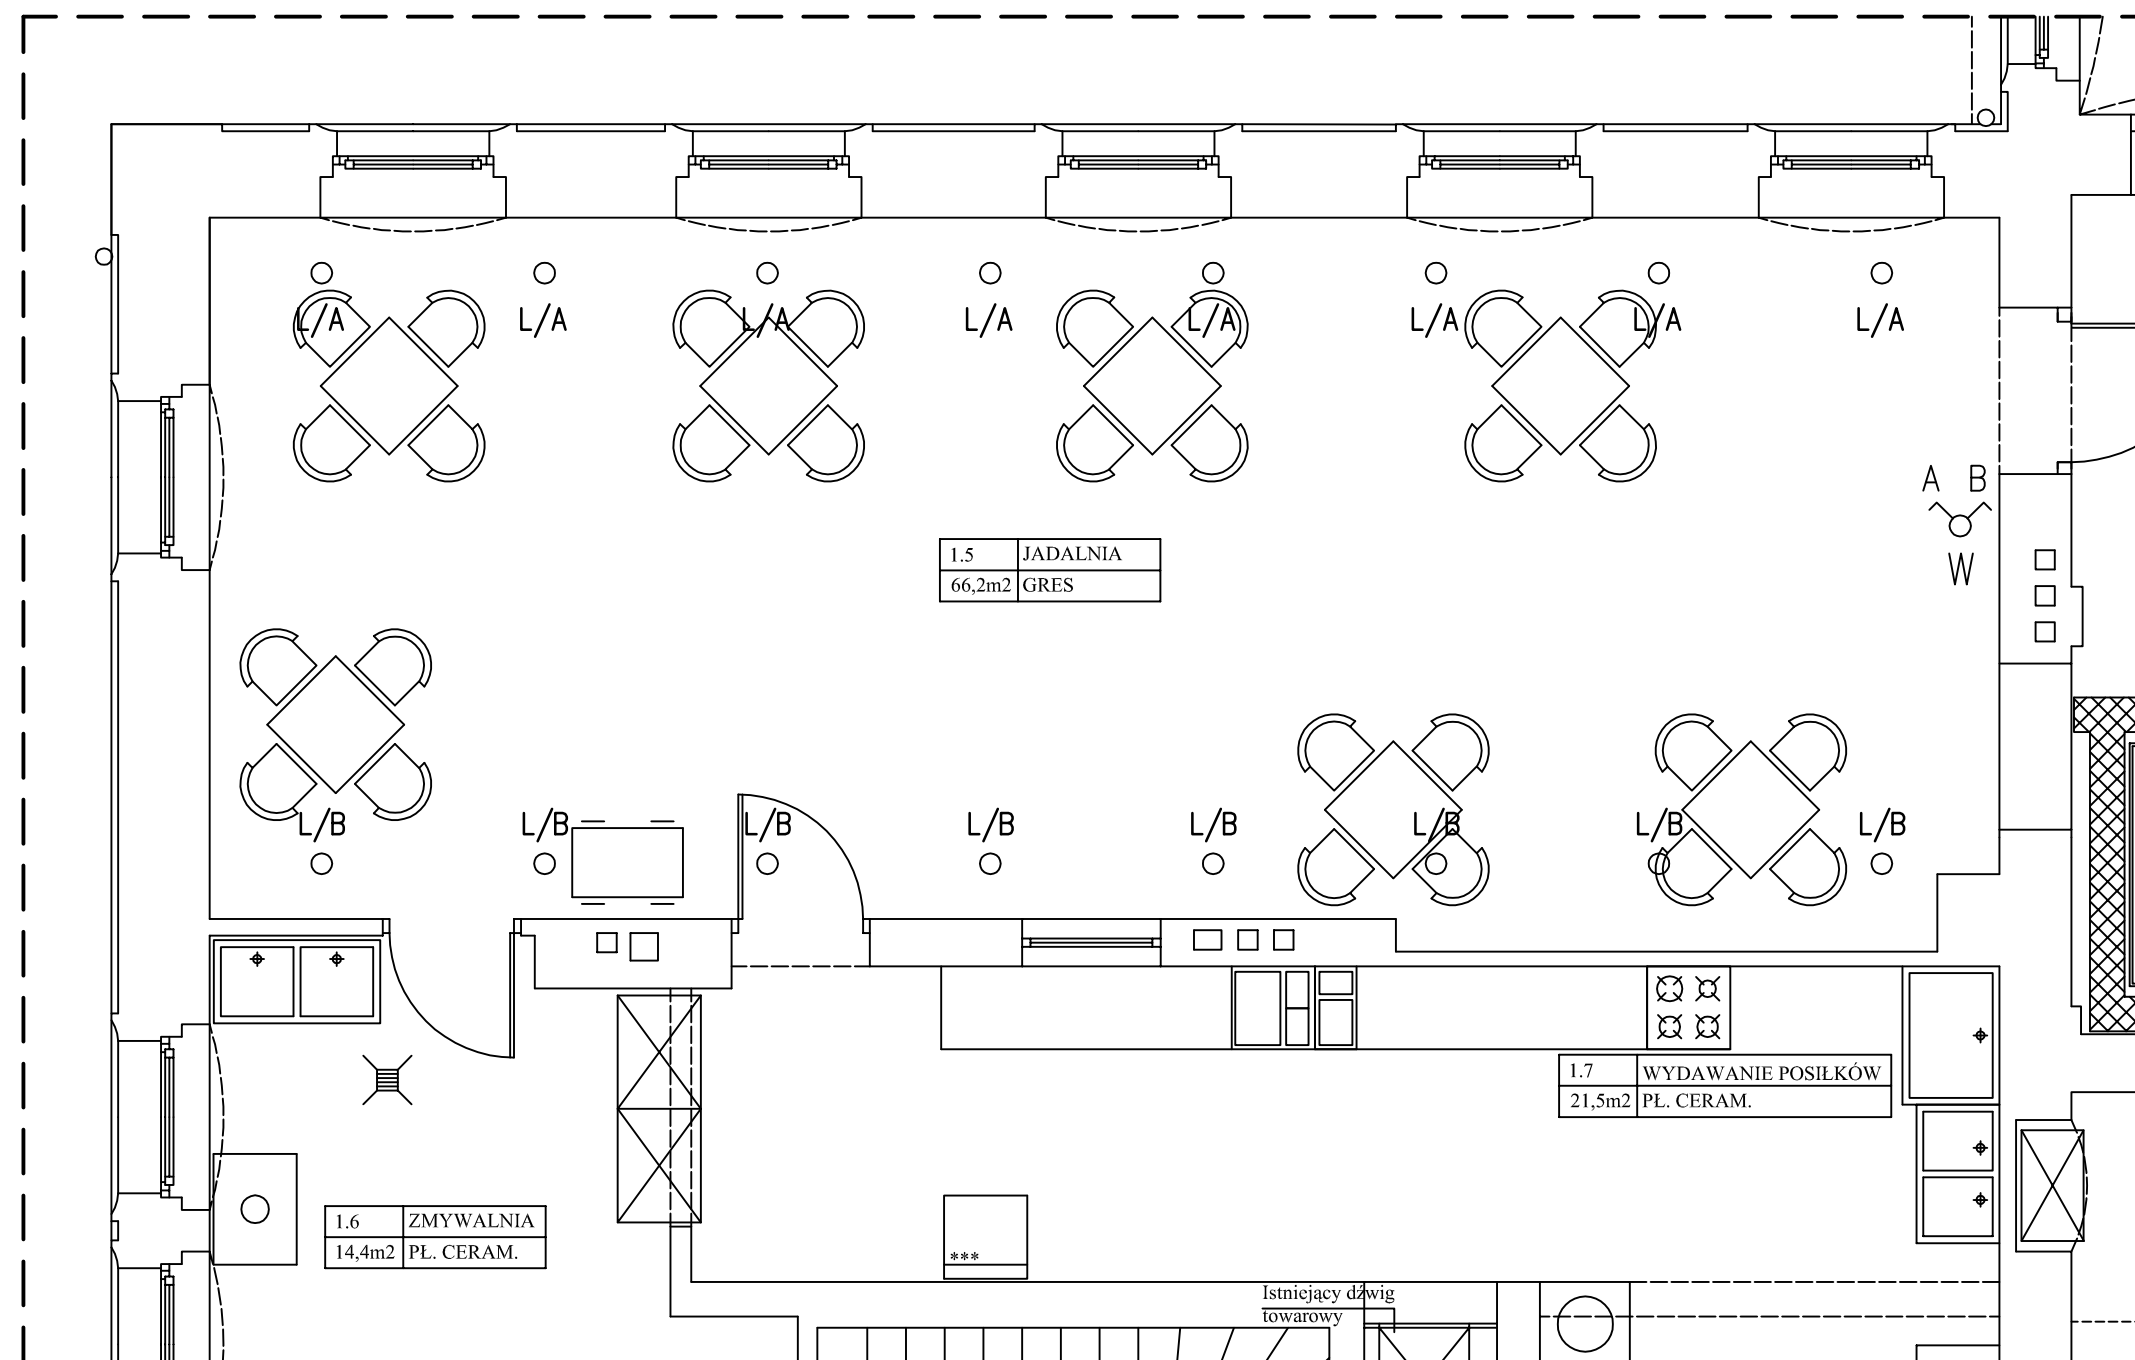 L/A L/A L/A L/A L/A L/A L/A L/A
A B
W
1.5 JADALNIA
66,2m2 GRES
L/B L/B L/B L/B L/B L/B L/B L/B
1.7 WYDAWANIE POSIŁKÓW
21,5m2 PŁ. CERAM.
1.6 ZMYWALNIA
14,4m2 PŁ. CERAM.
***
Istniejący dźwig
towarowy